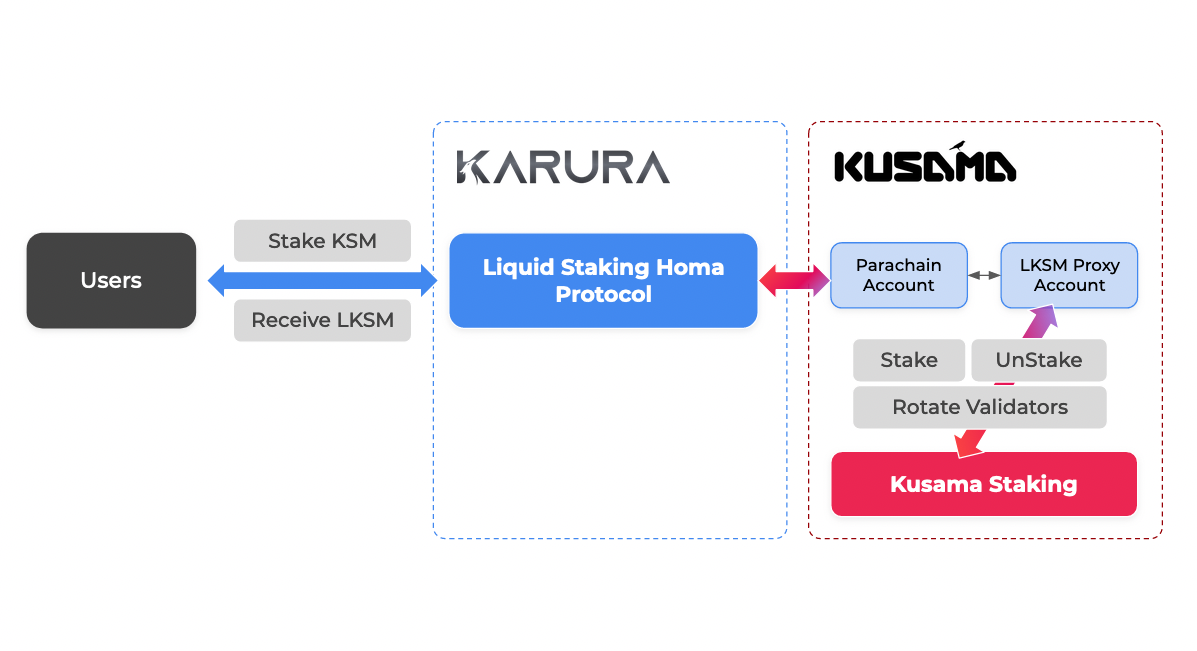 KARURA
KUSAMA
Users
Stake KSM
Receive LKSM
Liquid Staking Homa
Protocol
Parachain
Account
LKSM Proxy
Account
Stake
UnStake
Rotate Validators
Kusama Staking